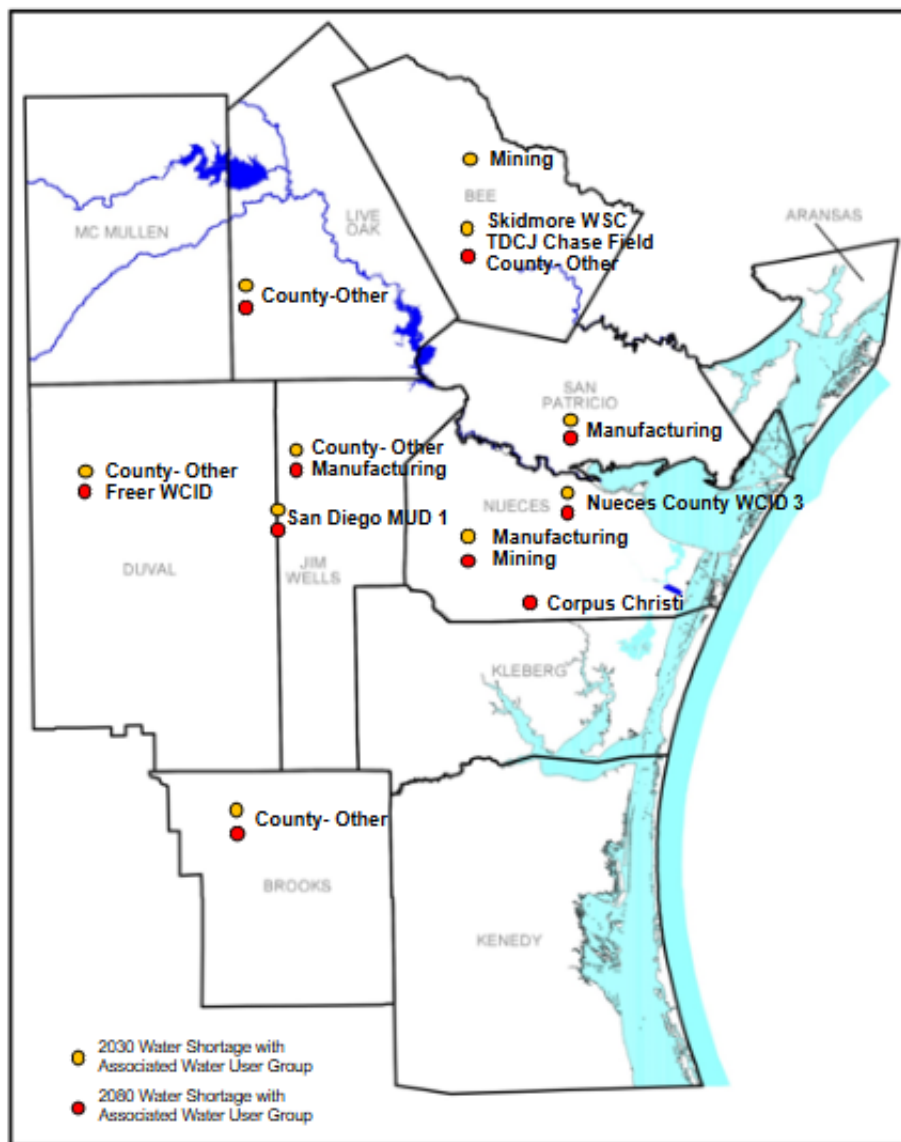 Mining
BEE
ARANSAS
Skidmore WSC
TDCJ Chase Field
County- Other
MC MULLEN
LIVE
OAK
County-Other
SAN
PATRICIO
Manufacturing
County- Other
Manufacturing
County- Other
Freer WCID
Nueces County WCID 3
NUECES
San Diego MUD 1
Manufacturing
Mining
DUVAL
JIM
WELLS
Corpus Christi
KLEBERG
County- Other
BROOKS
KENEDY
2030 Water Shortage with
Associated Water User Group
2080 Water Shortage with
Associated Water User Group